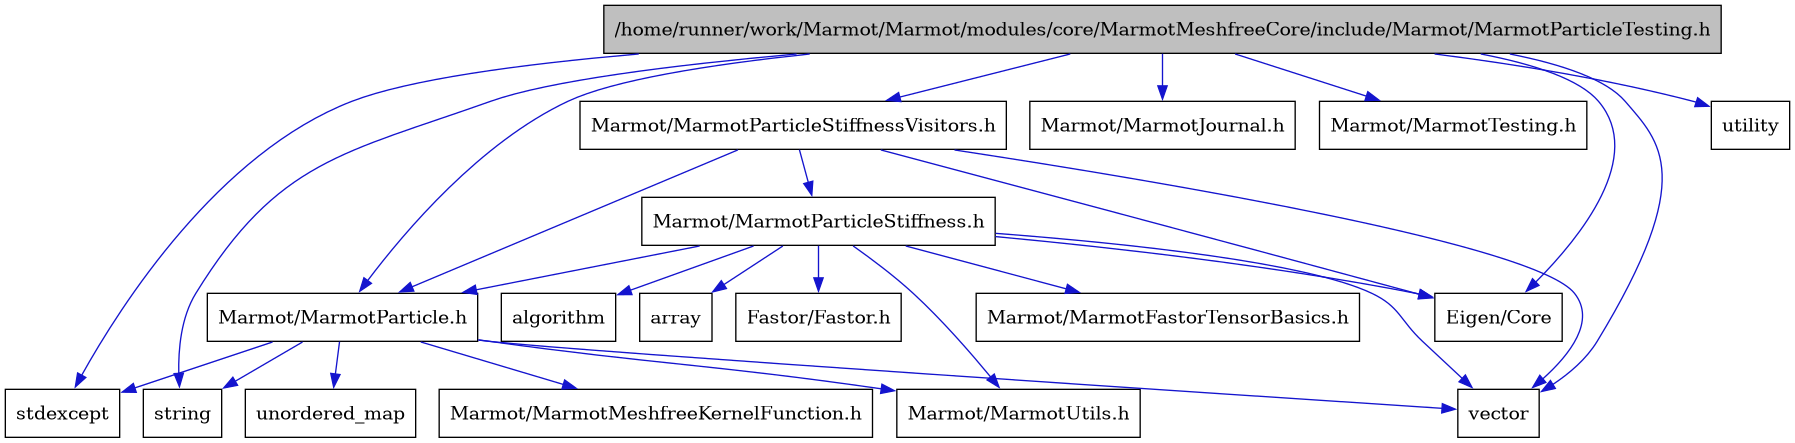 /home/runner/work/Marmot/Marmot/modules/core/MarmotMeshfreeCore/include/Marmot/MarmotParticleTesting.h
Marmot/MarmotParticleStiffnessVisitors.h
Marmot/MarmotJournal.h
Marmot/MarmotTesting.h
utility
Marmot/MarmotParticleStiffness.h
Marmot/MarmotParticle.h
algorithm
array
Fastor/Fastor.h
Marmot/MarmotFastorTensorBasics.h
Eigen/Core
stdexcept
string
unordered_map
Marmot/MarmotMeshfreeKernelFunction.h
Marmot/MarmotUtils.h
vector